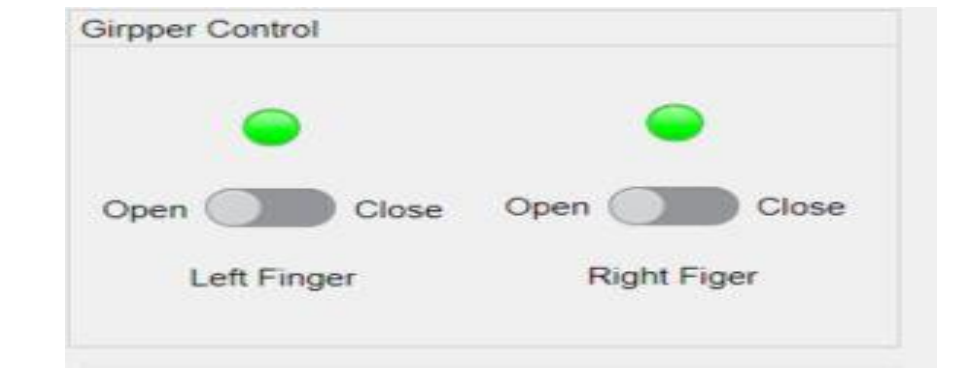 Girpper Control
Open Close Open Close
Left Finger Right Figer